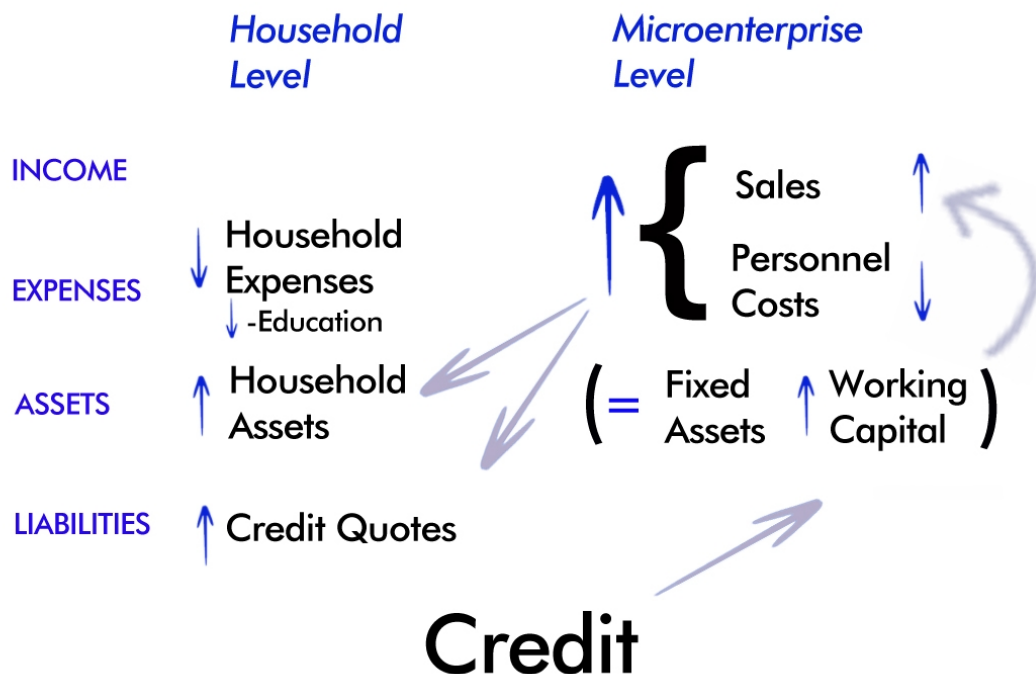 Household
Level
Microenterprise
Level
INCOME
Sales
Household
Expenses
-Education
EXPENSES
Personnel
Costs
ASSETS
Household
Assets
( = Fixed
Assets
Working
Capital )
LIABILITIES
Credit Quotes
Credit